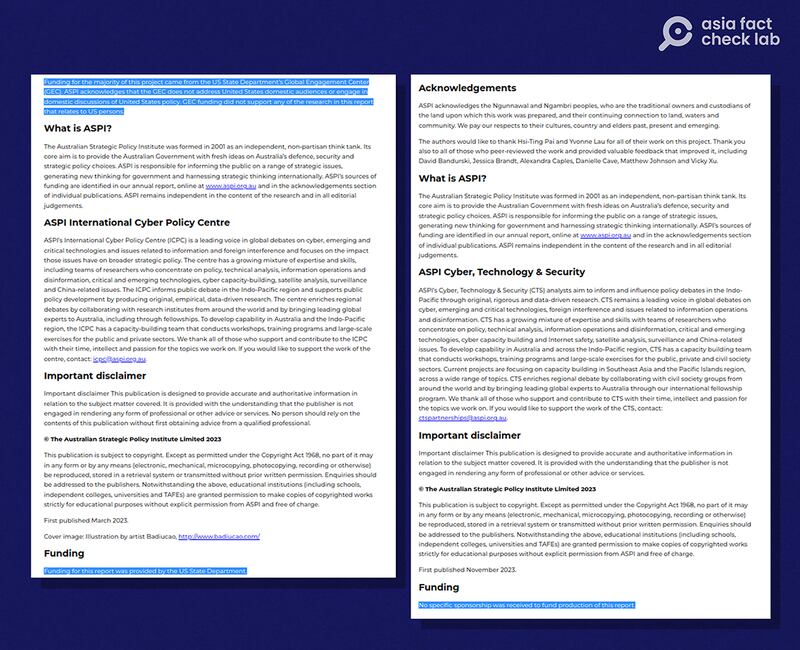 asia fact
check lab
Funding for the majority of this project came from the US State Department's Global Engagement Center
(GEC). ASPI acknowledges that the GEC does not address United States domestic audiences or engage in
domestic discussions of United States policy. GEC funding did not support any of the research in this report
that relates to US persons.
What is ASPI?
The Australian Strategic Policy Institute was formed in 2001 as an independent, non-partisan think tank. Its
core aim is to provide the Australian Government with fresh ideas on Australia's defence, security and
strategic policy choices. ASPI is responsible for informing the public on a range of strategic issues,
generating new thinking for government and harnessing strategic thinking internationally. ASPI's sources of
funding are identified in our annual report, online at www.aspi.org.au and in the acknowledgements section
of individual publications. ASPI remains independent in the content of the research and in all editorial
judgements.
ASPI International Cyber Policy Centre
ASPI's International Cyber Policy Centre (ICPC) is a leading voice in global debates on cyber, emerging and
critical technologies and issues related to information and foreign interference and focuses on the impact
those issues have on broader strategic policy. The centre has a growing mixture of expertise and skills,
including teams of researchers who concentrate on policy, technical analysis, information operations and
disinformation, critical and emerging technologies, cyber capacity-building, satellite analysis, surveillance
and China-related issues. The ICPC informs public debate in the Indo-Pacific region and supports public
policy development by producing original, empirical, data-driven research. The centre enriches regional
debates by collaborating with research institutes from around the world and by bringing leading global
experts to Australia, including through fellowships. To develop capability in Australia and the Indo-Pacific
region, the ICPC has a capacity-building team that conducts workshops, training programs and large-scale
exercises for the public and private sectors. We thank all of those who support and contribute to the ICPC
with their time, intellect and passion for the topics we work on. If you would like to support the work of the
centre, contact: icpc@aspi.org.au.
Important disclaimer
Important disclaimer This publication is designed to provide accurate and authoritative information in
relation to the subject matter covered. It is provided with the understanding that the publisher is not
engaged in rendering any form of professional or other advice or services. No person should rely on the
contents of this publication without first obtaining advice from a qualified professional.
© The Australian Strategic Policy Institute Limited 2023
This publication is subject to copyright. Except as permitted under the Copyright Act 1968, no part of it may
in any form or by any means (electronic, mechanical, microcopying, photocopying, recording or otherwise)
be reproduced, stored in a retrieval system or transmitted without prior written permission. Enquiries should
be addressed to the publishers. Notwithstanding the above, educational institutions (including schools,
independent colleges, universities and TAFEs) are granted permission to make copies of copyrighted works
strictly for educational purposes without explicit permission from ASPI and free of charge.
First published March 2023.
Cover image: Illustration by artist Badiucao, http://www.badiucao.com/
Funding
Funding for this report was provided by the US State Department.
Acknowledgements
ASPI acknowledges the Ngunnawal and Ngambri peoples, who are the traditional owners and custodians of
the land upon which this work was prepared, and their continuing connection to land, waters and
community. We pay our respects to their cultures, country and elders past, present and emerging.
The authors would like to thank Hsi-Ting Pai and Yvonne Lau for all of their work on this project. Thank you
also to all of those who peer-reviewed the work and provided valuable feedback that improved it, including
David Bandurski, Jessica Brandt, Alexandra Caples, Danielle Cave, Matthew Johnson and Vicky Xu.
What is ASPI?
The Australian Strategic Policy Institute was formed in 2001 as an independent, non-partisan think tank. Its
core aim is to provide the Australian Government with fresh ideas on Australia's defence, security and
strategic policy choices. ASPI is responsible for informing the public on a range of strategic issues,
generating new thinking for government and harnessing strategic thinking internationally. ASPI's sources of
funding are identified in our annual report, online at www.aspi.org.au and in the acknowledgements section
of individual publications. ASPI remains independent in the content of the research and in all editorial
judgements.
ASPI Cyber, Technology & Security
ASPI's Cyber, Technology & Security (CTS) analysts aim to inform and influence policy debates in the Indo-
Pacific through original, rigorous and data-driven research. CTS remains a leading voice in global debates on
cyber, emerging and critical technologies, foreign interference and issues related to information operations
and disinformation. CTS has a growing mixture of expertise and skills with teams of researchers who
concentrate on policy, technical analysis, information operations and disinformation, critical and emerging
technologies, cyber capacity building and Internet safety, satellite analysis, surveillance and China-related
issues. To develop capability in Australia and across the Indo-Pacific region, CTS has a capacity building team
that conducts workshops, training programs and large-scale exercises for the public, private and civil society
sectors. Current projects are focusing on capacity building in Southeast Asia and the Pacific Islands region,
across a wide range of topics. CTS enriches regional debate by collaborating with civil society groups from
around the world and by bringing leading global experts to Australia through our international fellowship
program. We thank all of those who support and contribute to CTS with their time, intellect and passion for
the topics we work on. If you would like to support the work of CTS, contact:
ctspartnerships@aspi.org.au.
Important disclaimer
Important disclaimer This publication is designed to provide accurate and authoritative information in
relation to the subject matter covered. It is provided with the understanding that the publisher is not
engaged in rendering any form of professional or other advice or services.
© The Australian Strategic Policy Institute Limited 2023
This publication is subject to copyright. Except as permitted under the Copyright Act 1968, no part of it may
in any form or by any means (electronic, mechanical, microcopying, photocopying, recording or otherwise)
be reproduced, stored in a retrieval system or transmitted without prior written permission. Enquiries should
be addressed to the publishers. Notwithstanding the above, educational institutions (including schools,
independent colleges, universities and TAFEs) are granted permission to make copies of copyrighted works
strictly for educational purposes without explicit permission from ASPI and free of charge.
First published November 2023.
Funding
No specific sponsorship was received to fund production of this report.